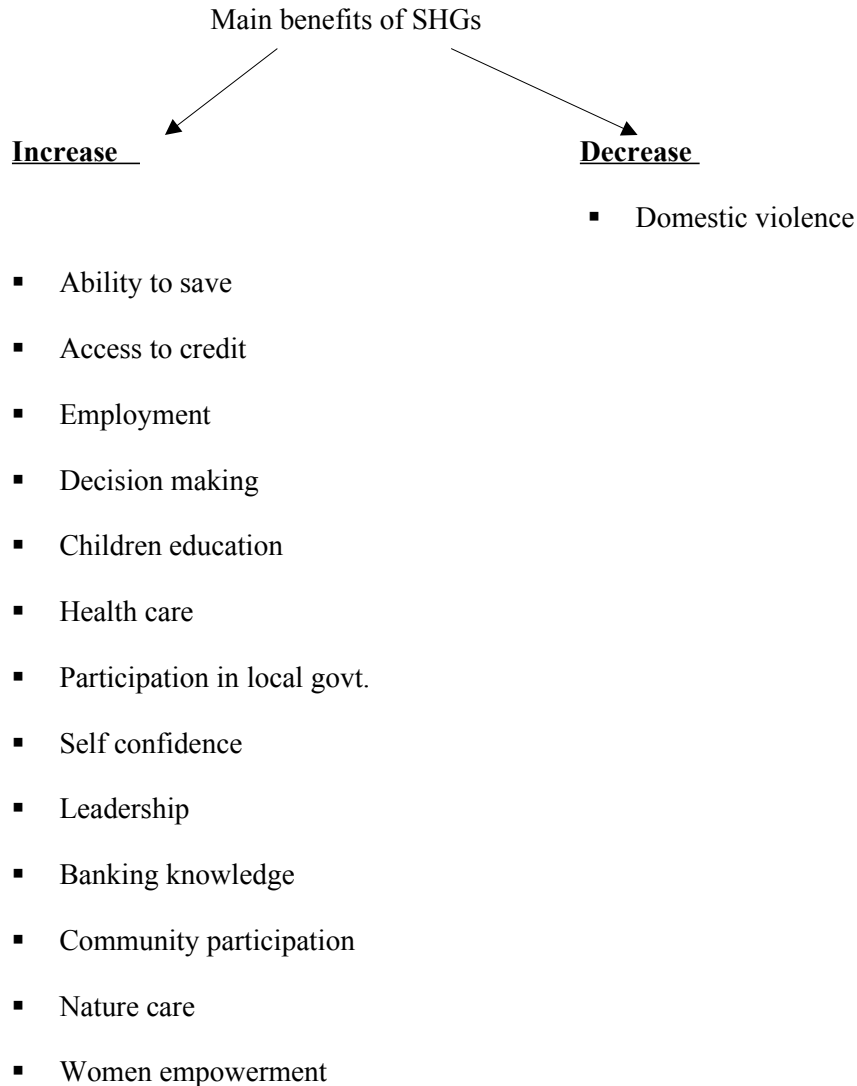 Main benefits of SHGs
Increase
Decrease
▪ Domestic violence
▪ Ability to save
▪ Access to credit
▪ Employment
▪ Decision making
▪ Children education
▪ Health care
▪ Participation in local govt.
▪ Self confidence
▪ Leadership
▪ Banking knowledge
▪ Community participation
▪ Nature care
▪ Women empowerment